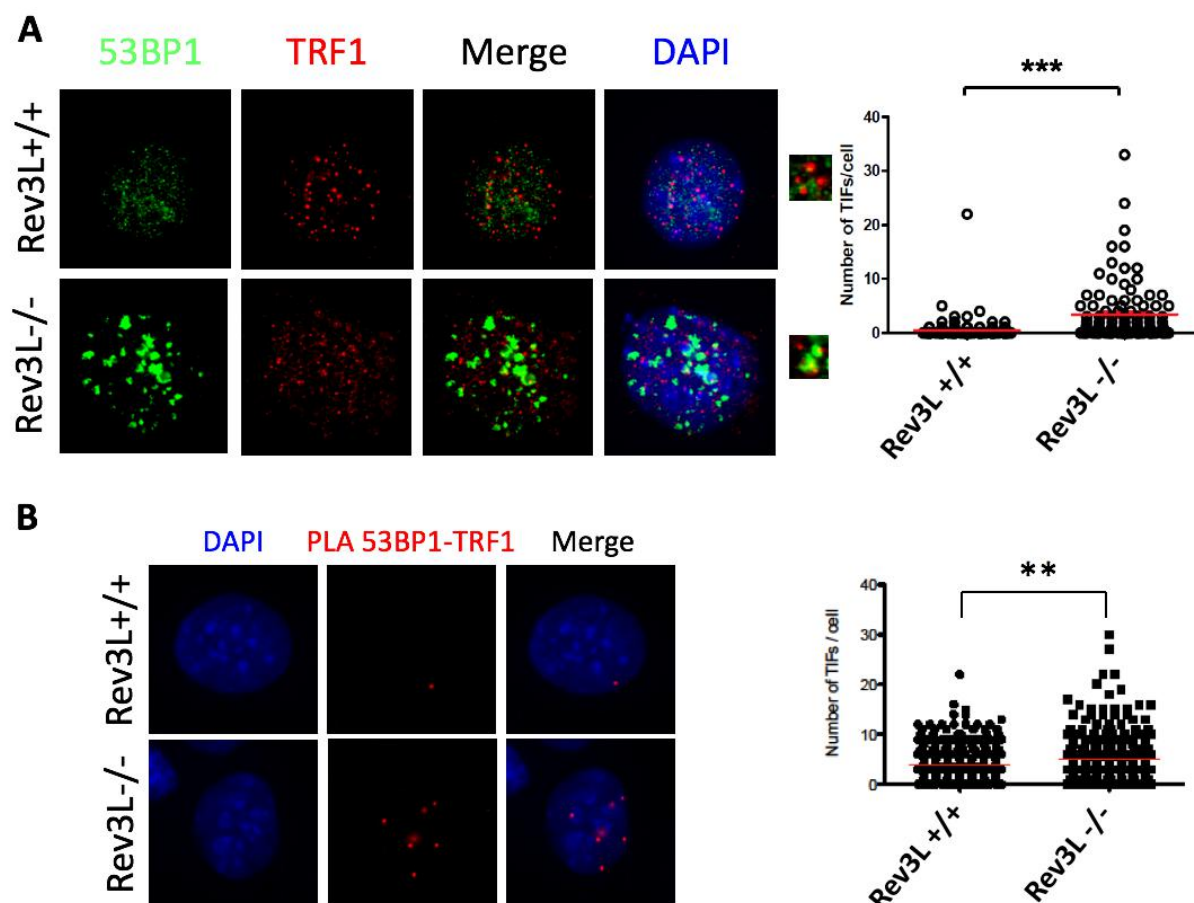 A
53BP1 TRF1 Merge DAPI
Rev3L+/+
Rev3L-/-
***
Number of TIFs/cell
40
30
20
10
0
Rev3L +/+
Rev3L -/-
B
DAPI PLA 53BP1-TRF1 Merge
Rev3L+/+
Rev3L-/-
**
Number of TIFs / cell
40
30
20
10
0
Rev3L +/+
Rev3L -/-